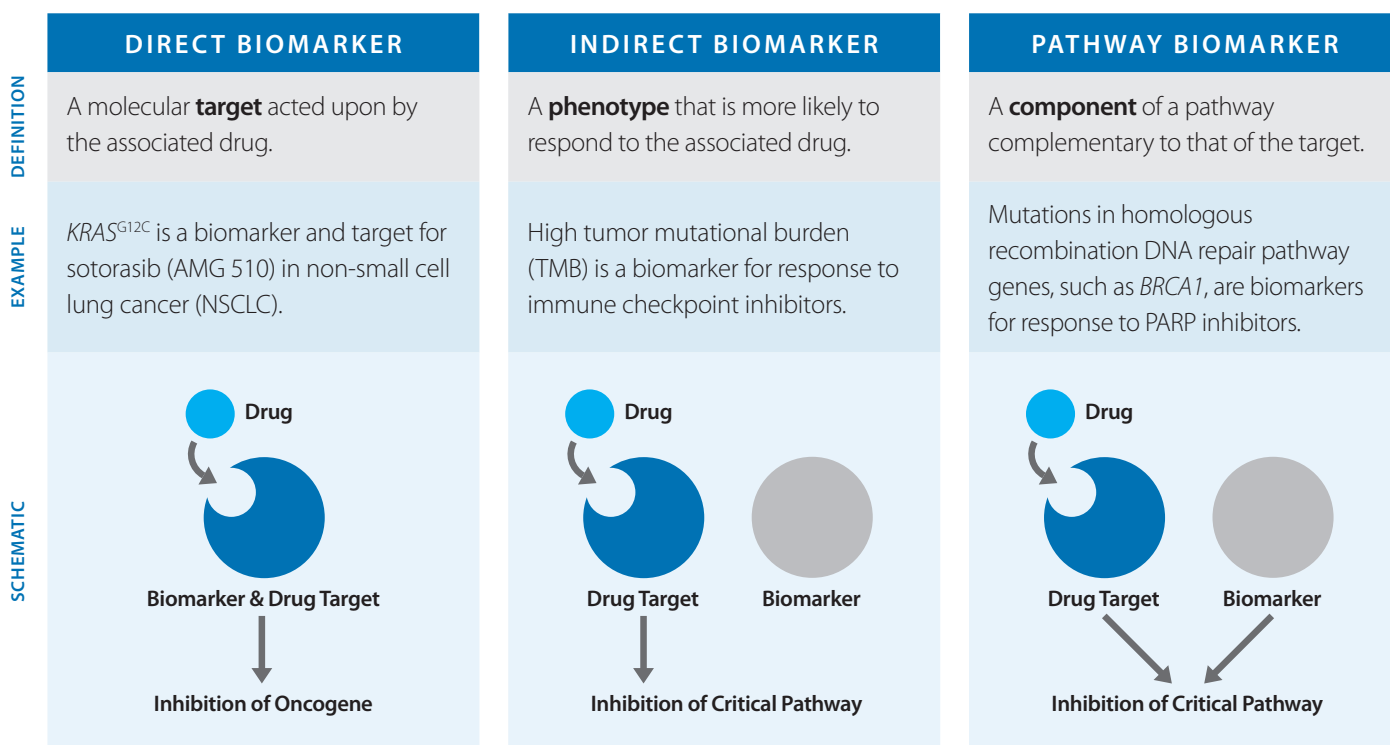 DIRECT BIOMARKER
INDIRECT BIOMARKER
PATHWAY BIOMARKER
DEFINITION
A molecular target acted upon by
the associated drug.
A phenotype that is more likely to
respond to the associated drug.
A component of a pathway
complementary to that of the target.
EXAMPLE
KRASG12C is a biomarker and target for
sotorasib (AMG 510) in non-small cell
lung cancer (NSCLC).
High tumor mutational burden
(TMB) is a biomarker for response to
immune checkpoint inhibitors.
Mutations in homologous
recombination DNA repair pathway
genes, such as BRCA1, are biomarkers
for response to PARP inhibitors.
SCHEMATIC
Drug
Biomarker & Drug Target
Inhibition of Oncogene
Drug
Drug Target
Biomarker
Inhibition of Critical Pathway
Drug
Drug Target
Biomarker
Inhibition of Critical Pathway